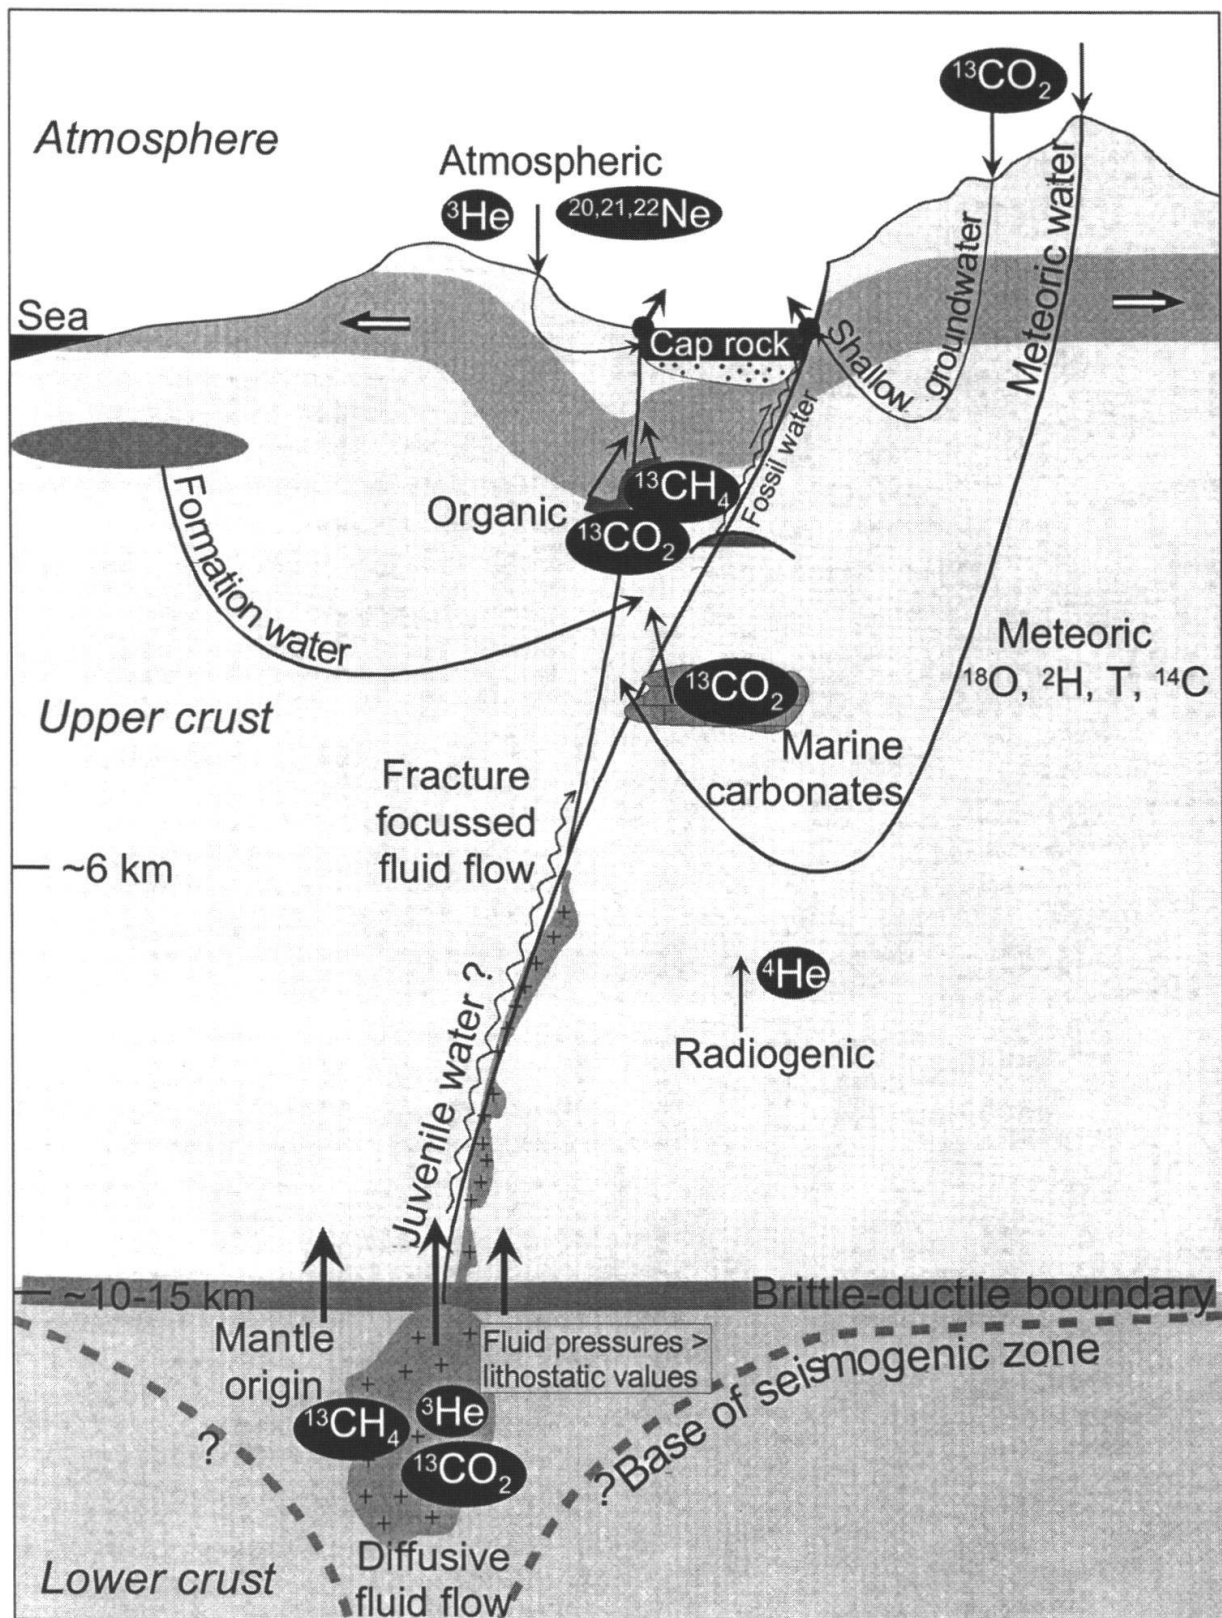 ¹³CO₂
Atmosphere
Atmospheric
³He
²⁰,²¹,²²Ne
Sea
Cap rock
Shallow
groundwater
Meteoric water
Fossil water
Organic
¹³CH₄
¹³CO₂
Formation water
Meteoric
¹⁸O, ²H, T, ¹⁴C
Upper crust
¹³CO₂
Marine
carbonates
Fracture
focussed
fluid flow
~6 km
⁴He
Radiogenic
Juvenile water ?
~10-15 km
Brittle-ductile boundary
Mantle
origin
Fluid pressures >
lithostatic values
¹³CH₄
³He
¹³CO₂
?
? Base of seismogenic zone
Diffusive
fluid flow
Lower crust